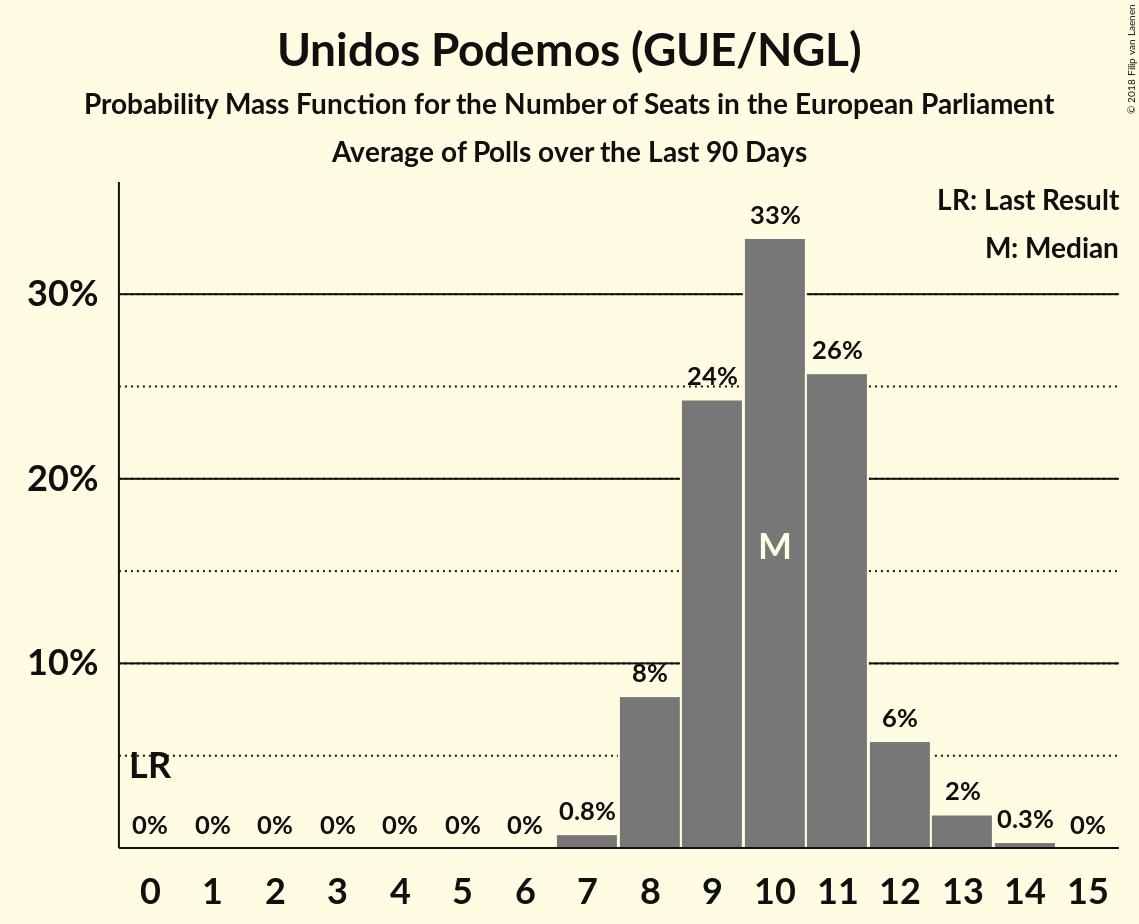 Unidos Podemos (GUE/NGL)
Probability Mass Function for the Number of Seats in the European Parliament
Average of Polls over the Last 90 Days
© 2018 Filip van Laenen
LR: Last Result
M: Median
33%
30%
26%
24%
20%
M
10%
8%
6%
LR
2%
0% 0% 0% 0% 0% 0% 0% 0.8% 0.3% 0%
0 1 2 3 4 5 6 7 8 9 10 11 12 13 14 15